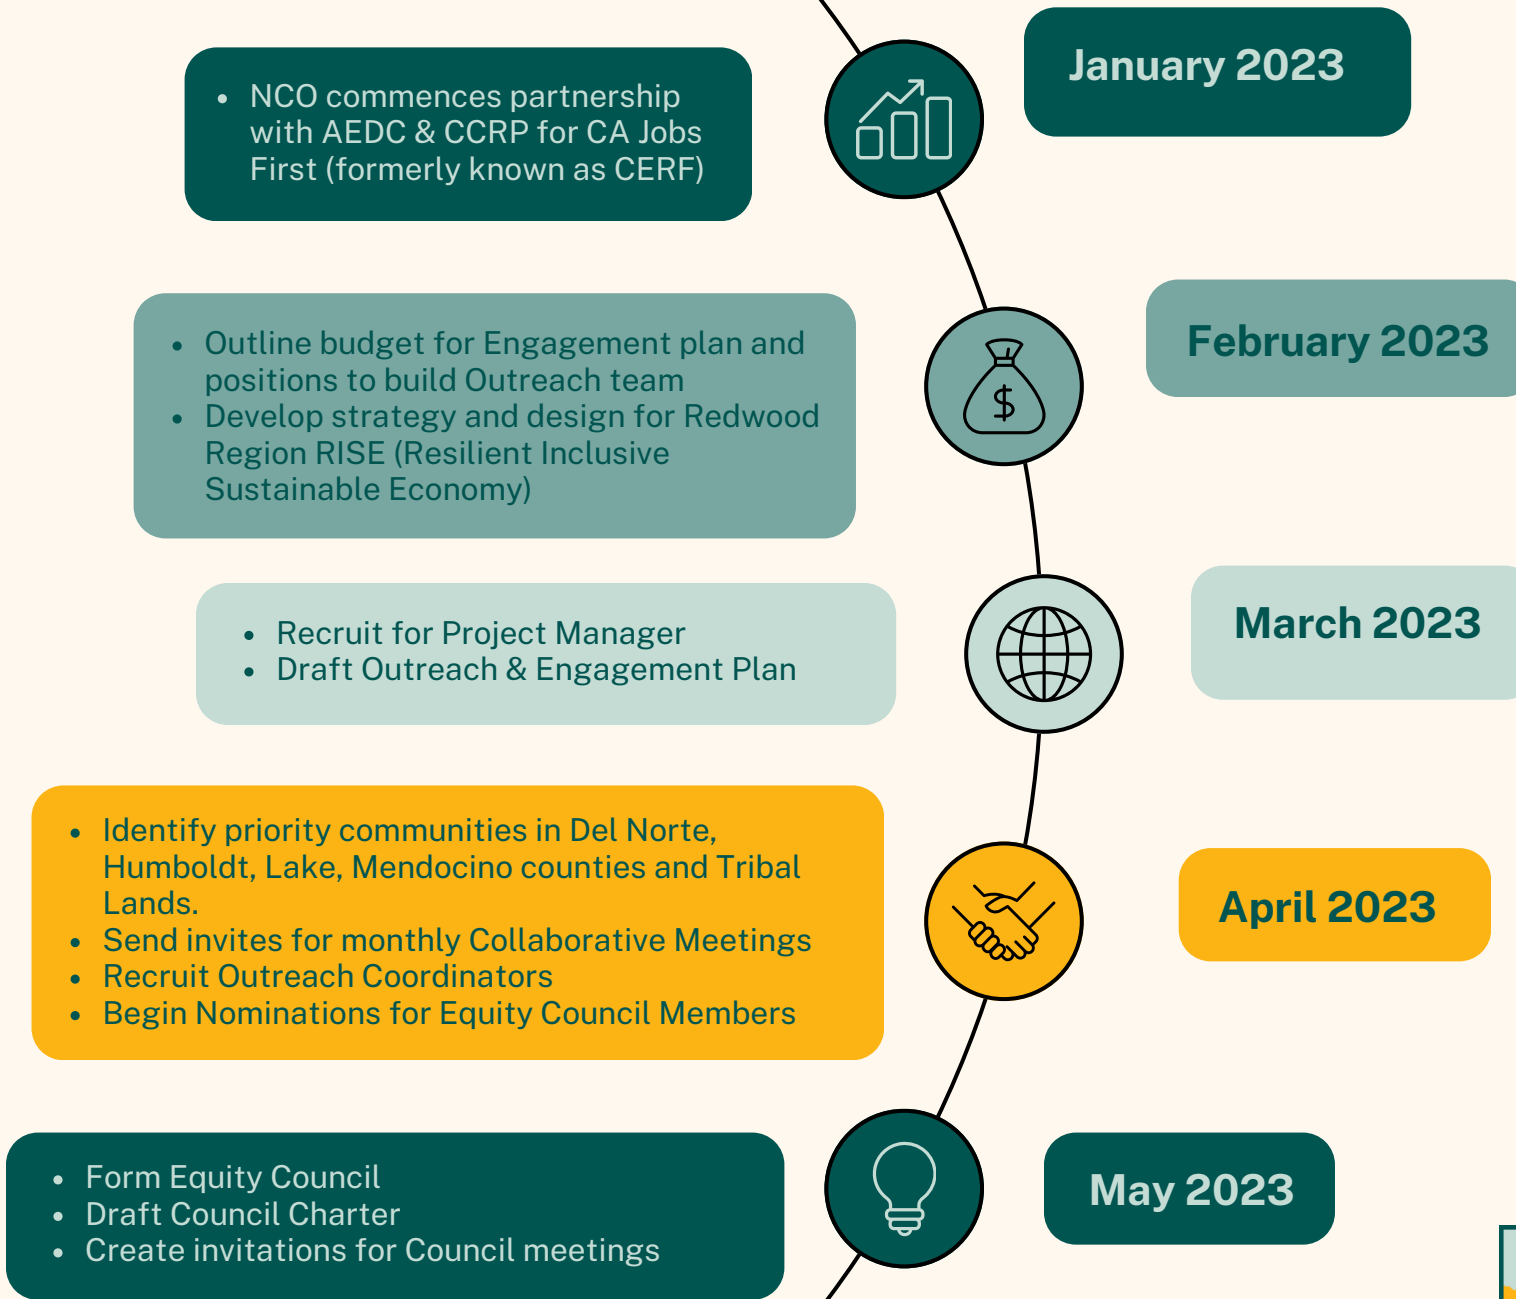 January 2023
• NCO commences partnership
with AEDC & CCRP for CA Jobs
First (formerly known as CERF)
February 2023
• Outline budget for Engagement plan and
positions to build Outreach team
• Develop strategy and design for Redwood
Region RISE (Resilient Inclusive
Sustainable Economy)
$
March 2023
• Recruit for Project Manager
• Draft Outreach & Engagement Plan
April 2023
• Identify priority communities in Del Norte,
Humboldt, Lake, Mendocino counties and Tribal
Lands.
• Send invites for monthly Collaborative Meetings
• Recruit Outreach Coordinators
• Begin Nominations for Equity Council Members
May 2023
• Form Equity Council
• Draft Council Charter
• Create invitations for Council meetings